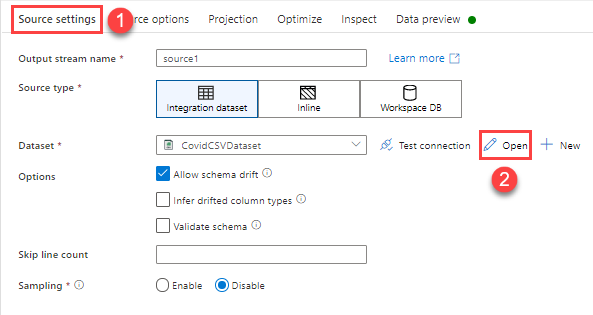 Source settings 1 rce options Projection Optimize Inspect Data preview
Output stream name * source1 Learn more
Source type *
Integration dataset Inline Workspace DB
Dataset * CovidCSVDataset Test connection Open New
Options Allow schema drift
2
Infer drifted column types
Validate schema
Skip line count
Sampling * Enable Disable